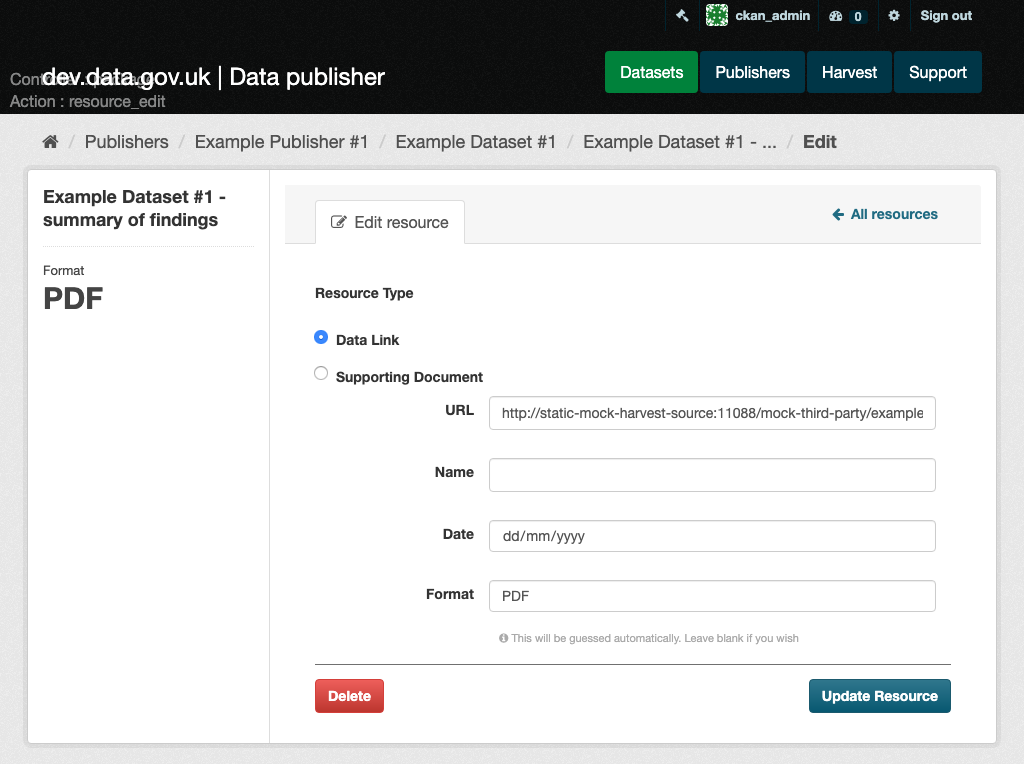 ckan_admin 0 Sign out
dev.data.gov.uk | Data publisher
Action : resource_edit
Datasets Publishers Harvest Support
/ Publishers / Example Publisher #1 / Example Dataset #1 / Example Dataset #1 - ... / Edit
Example Dataset #1 -
summary of findings
Format
PDF
Edit resource
All resources
Resource Type
Data Link
Supporting Document
URL http://static-mock-harvest-source:11088/mock-third-party/example
Name
Date dd/mm/yyyy
Format PDF
This will be guessed automatically. Leave blank if you wish
Delete Update Resource